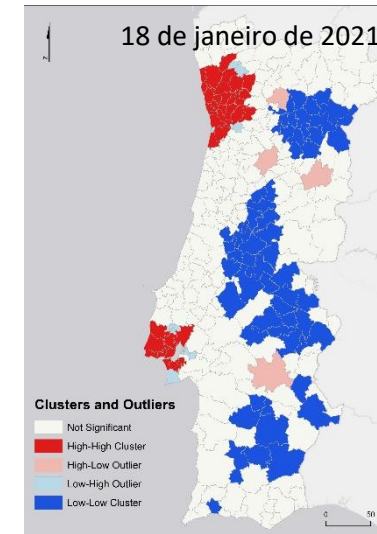 18 de janeiro de 2021
Clusters and Outliers
Not Significant
High-High Cluster
High-Low Outlier
Low-High Outlier
Low-Low Cluster
0 50